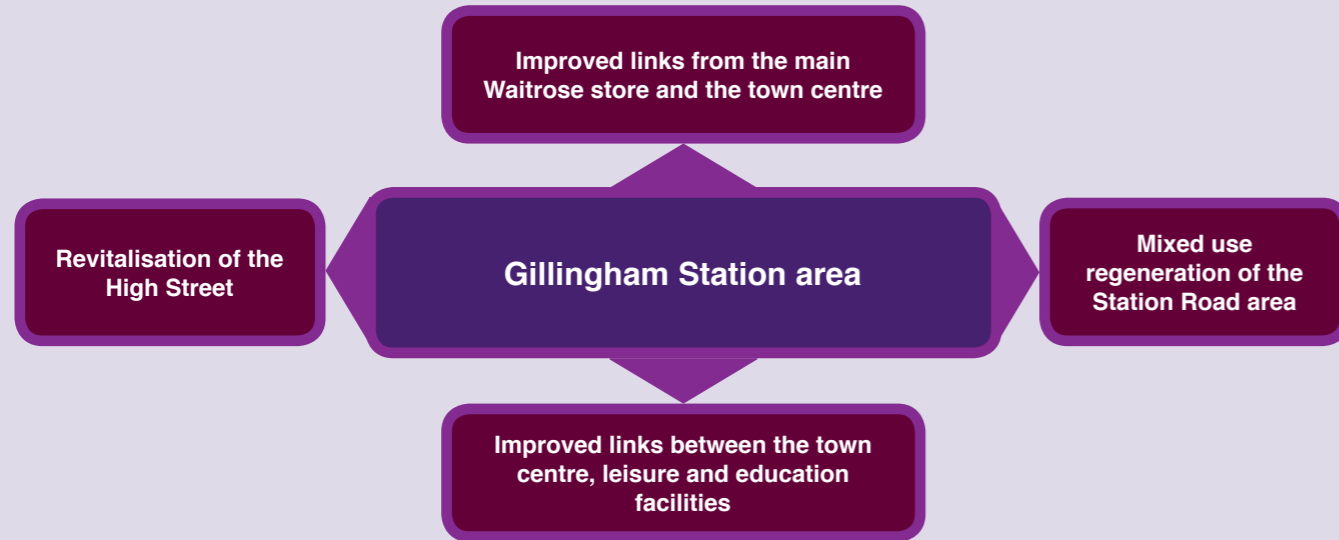 Improved links from the main
Waitrose store and the town centre
Revitalisation of the
High Street
Gillingham Station area
Mixed use
regeneration of the
Station Road area
Improved links between the town
centre, leisure and education
facilities